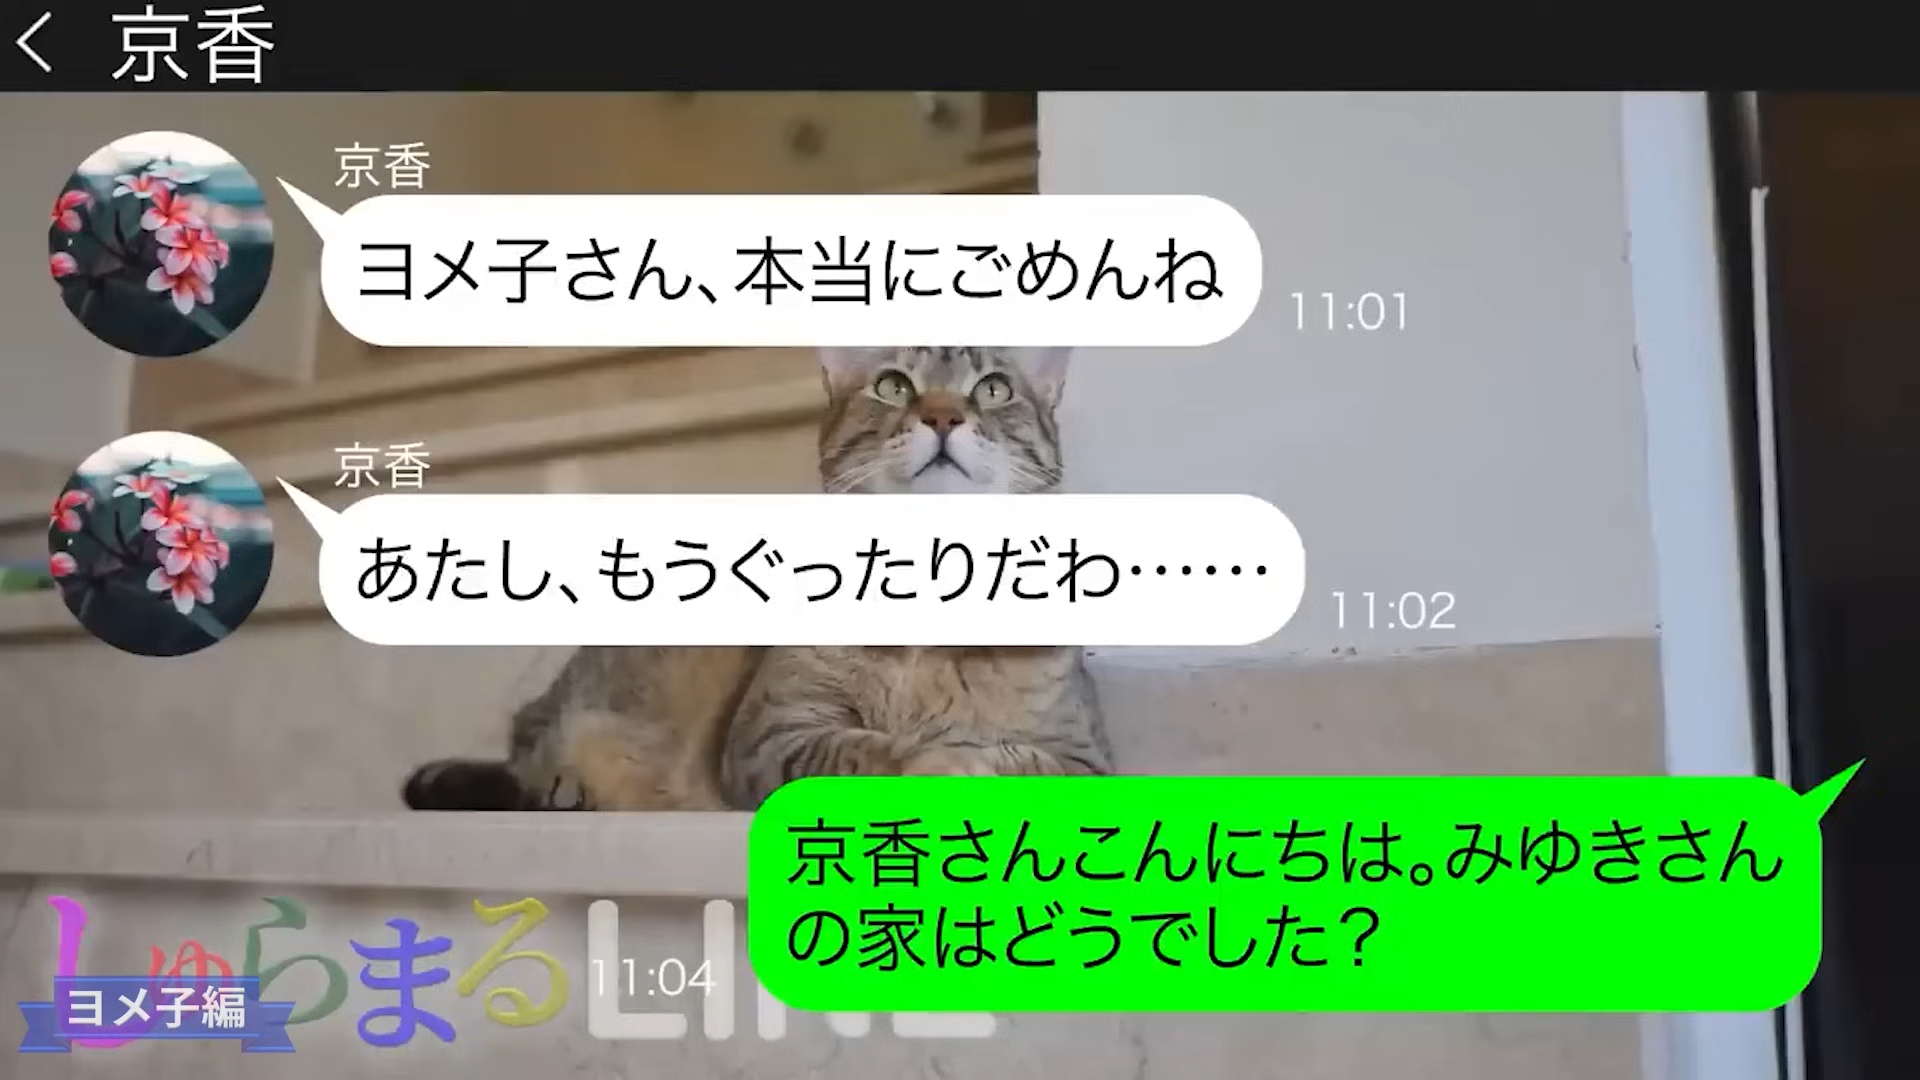 京香
京香
ヨメ子さん、本当にごめんね
11:01
京香
あたし、もうぐったりだわ……
11:02
京香さんこんにちは。みゆきさん
の家はどうでした？
11:04
しゅらまるLINE
ヨメ子編